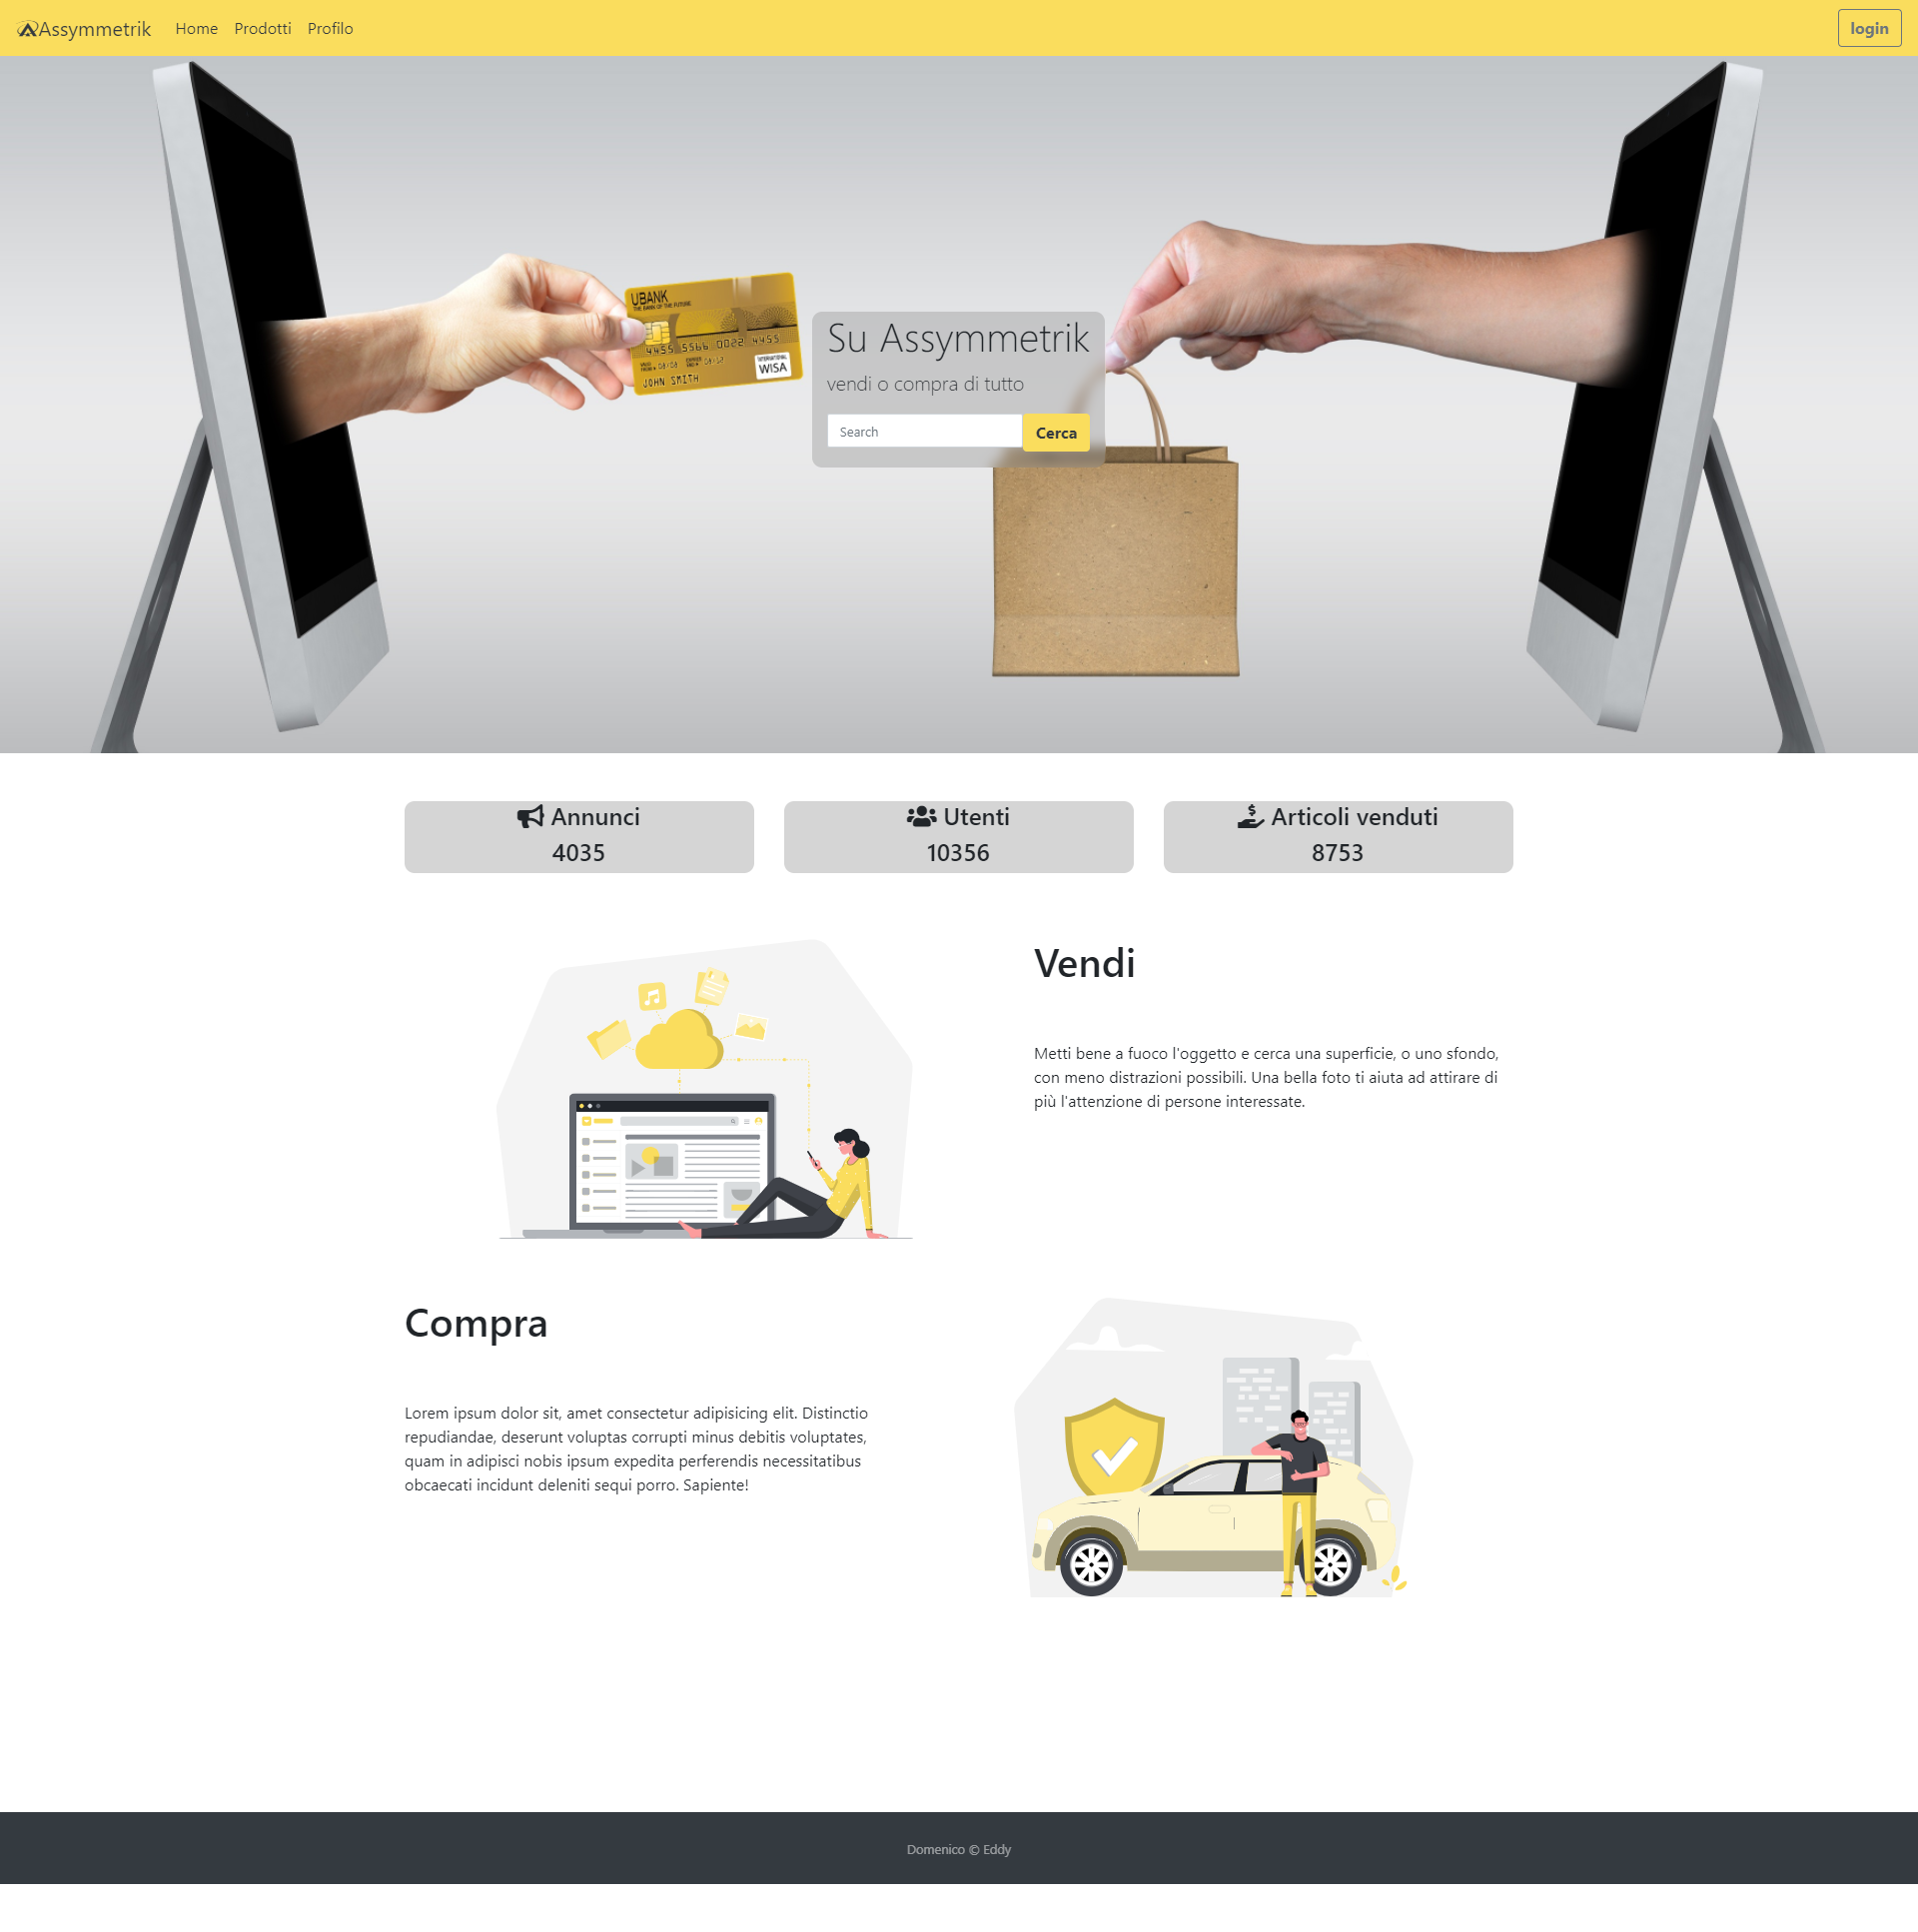 Assymmetrik Home Prodotti Profilo login
UBANK
THE BANK OF THE FUTURE
4455 5566 0022 4455
JOHN SMITH
INTERNATIONAL
WISA
Su Assymmetrik
vendi o compra di tutto
Search Cerca
Annunci
4035
Utenti
10356
Articoli venduti
8753
Vendi
Metti bene a fuoco l'oggetto e cerca una superficie, o uno sfondo,
con meno distrazioni possibili. Una bella foto ti aiuta ad attirare di
più l'attenzione di persone interessate.
Compra
Lorem ipsum dolor sit, amet consectetur adipisicing elit. Distinctio
repudiandae, deserunt voluptas corrupti minus debitis voluptates,
quam in adipisci nobis ipsum expedita perferendis necessitatibus
obcaecati incidunt deleniti sequi porro. Sapiente!
Domenico © Eddy